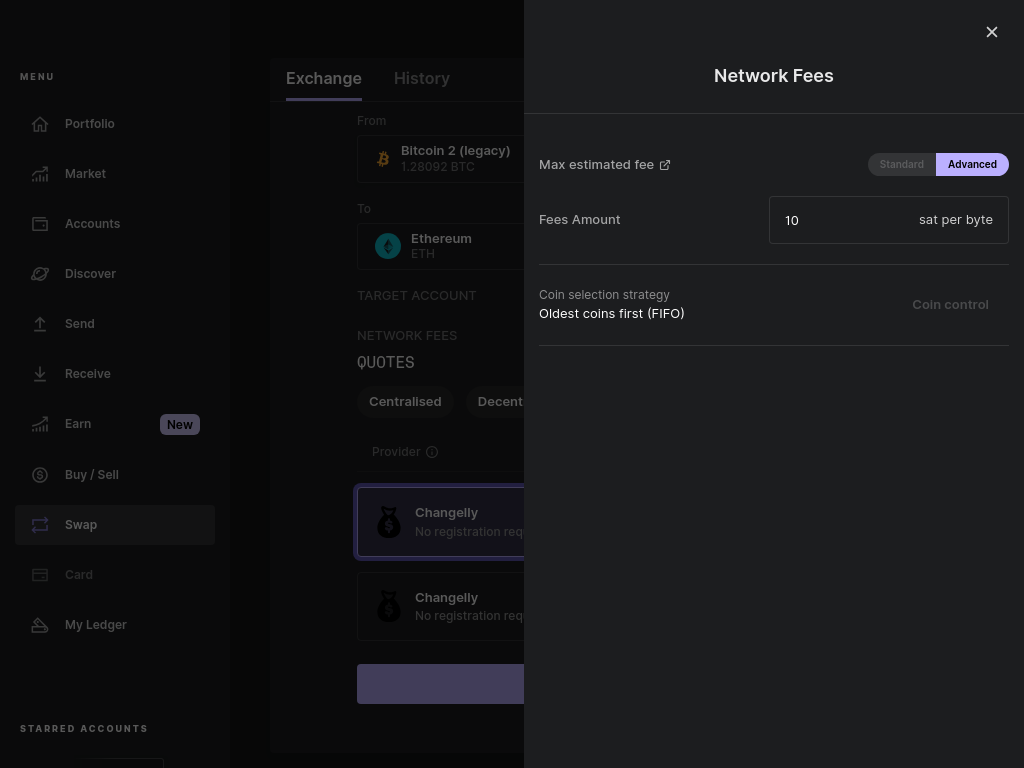 MENU
Portfolio
Market
Accounts
Discover
Send
Receive
Earn
New
Buy / Sell
Swap
Card
My Ledger
STARRED ACCOUNTS
Exchange
History
From
Bitcoin 2 (legacy)
1.28092 BTC
To
Ethereum
ETH
TARGET ACCOUNT
NETWORK FEES
QUOTES
Centralised
Decent
Provider
Changelly
No registration req
Changelly
No registration req
Network Fees
Max estimated fee
Standard
Advanced
Fees Amount
10
sat per byte
Coin selection strategy
Oldest coins first (FIFO)
Coin control